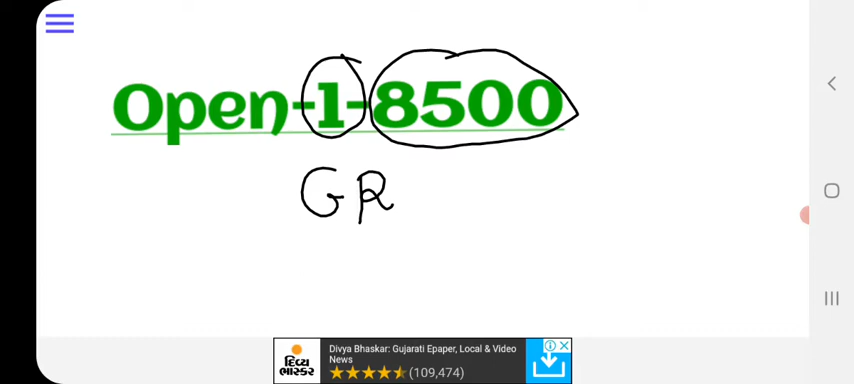 Open-1-8500
GR
દિવ્ય
ભાસ્કર
Divya Bhaskar: Gujarati Epaper, Local & Video
News
(109,474)